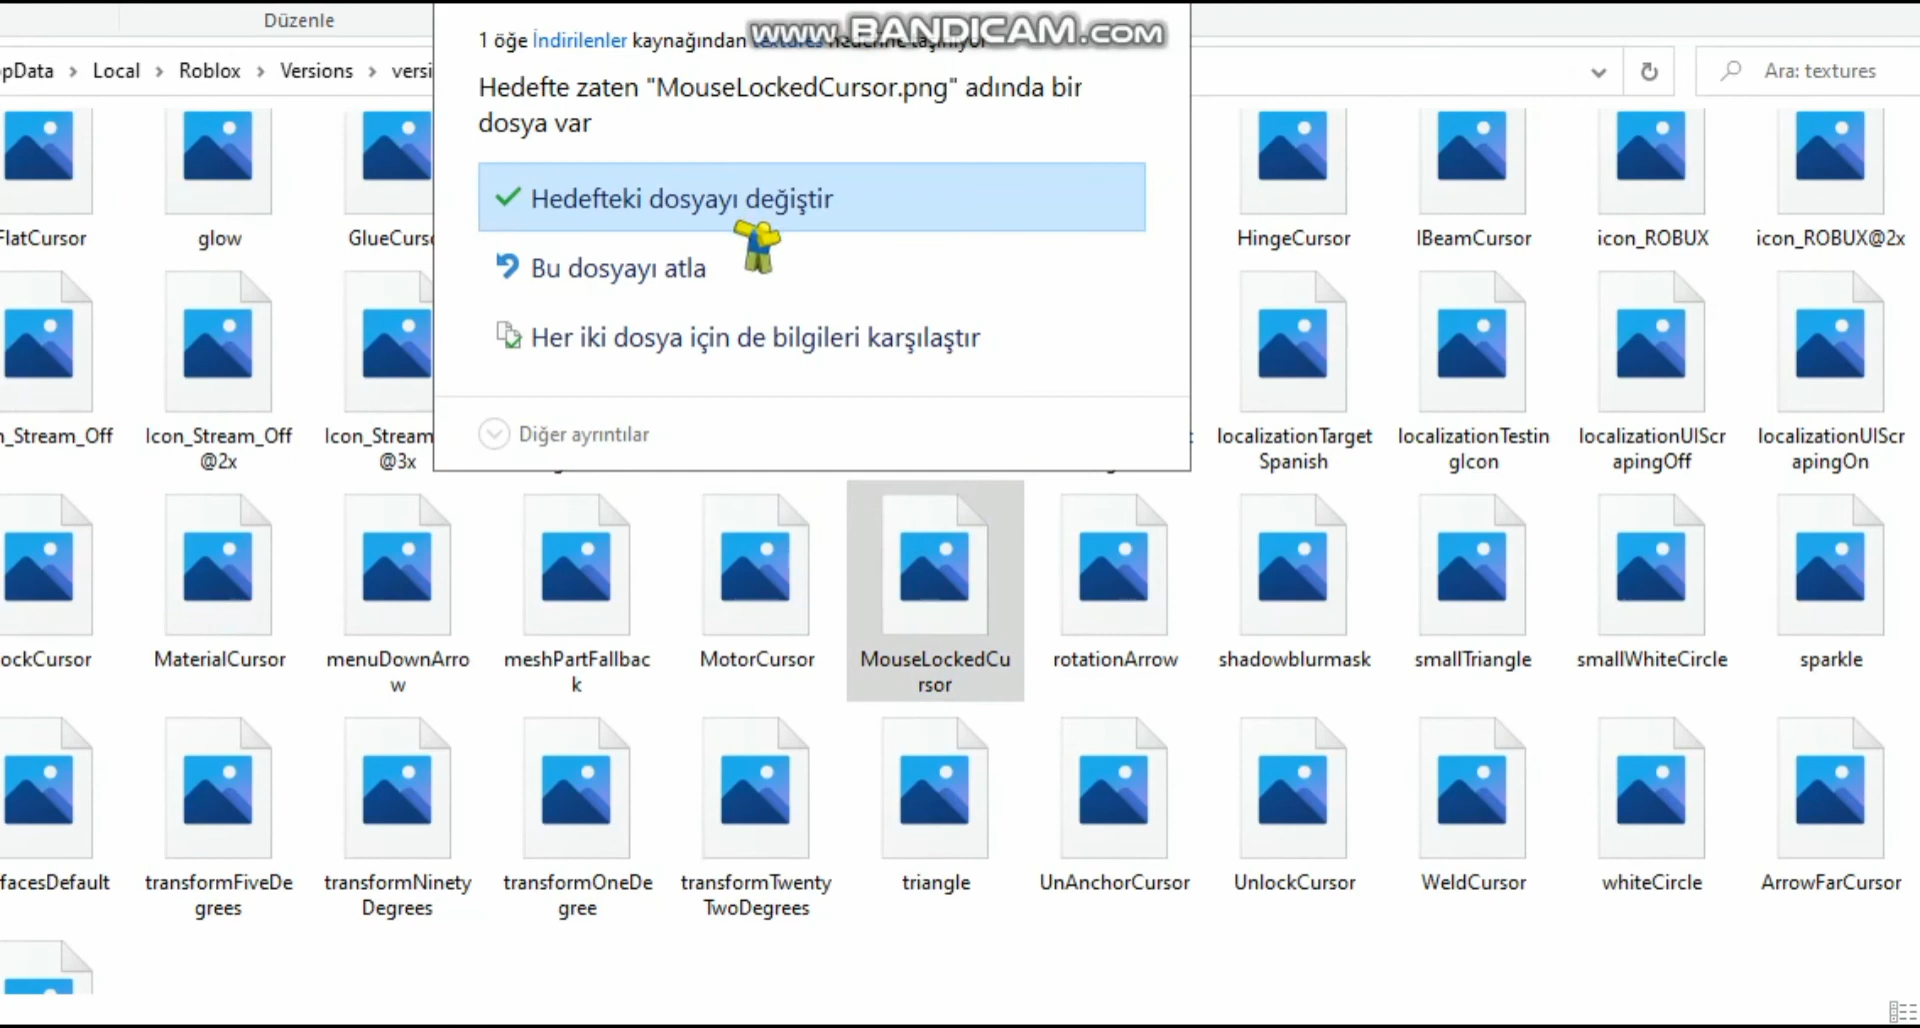 Düzenle
www.BANDICAM.com
1 öğe İndirilenler kaynağından textures hedefine taşınıyor
pData > Local > Roblox > Versions > versi
Ara: textures
Hedefte zaten "MouseLockedCursor.png" adında bir
dosya var
Hedefteki dosyayı değiştir
Bu dosyayı atla
Her iki dosya için de bilgileri karşılaştır
Diğer ayrıntılar
FlatCursor
glow
GlueCurs
HingeCursor
IBeamCursor
icon_ROBUX
icon_ROBUX@2x
n_Stream_Off
Icon_Stream_Off
@2x
Icon_Stream
@3x
localizationTarget
Spanish
localizationTestin
gIcon
localizationUIScr
apingOff
localizationUIScr
apingOn
ockCursor
MaterialCursor
menuDownArro
w
meshPartFallbac
k
MotorCursor
MouseLockedCu
rsor
rotationArrow
shadowblurmask
smallTriangle
smallWhiteCircle
sparkle
facesDefault
transformFiveDe
grees
transformNinety
Degrees
transformOneDe
gree
transformTwenty
TwoDegrees
triangle
UnAnchorCursor
UnlockCursor
WeldCursor
whiteCircle
ArrowFarCursor